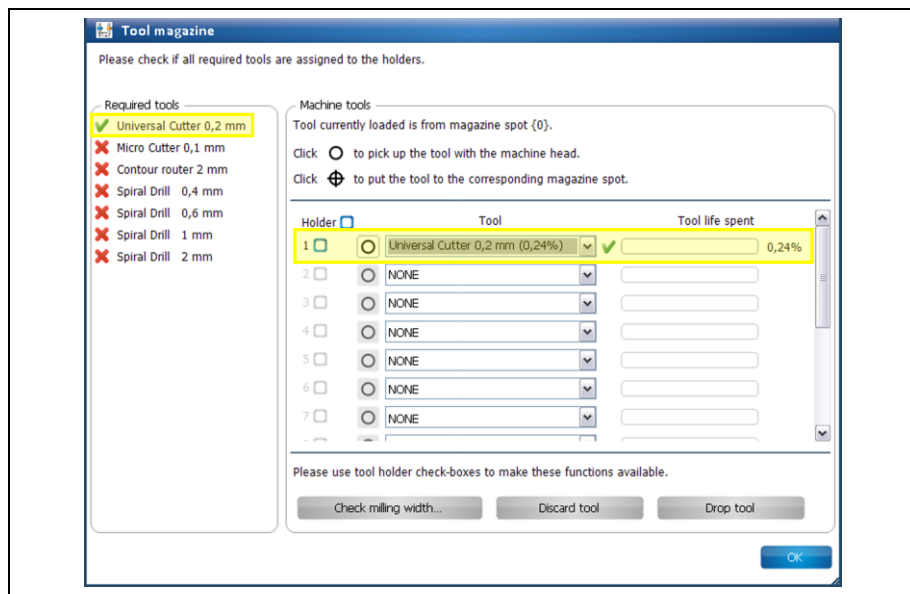 Tool magazine
Please check if all required tools are assigned to the holders.
Required tools
Universal Cutter 0,2 mm
Micro Cutter 0,1 mm
Contour router 2 mm
Spiral Drill 0,4 mm
Spiral Drill 0,6 mm
Spiral Drill 1 mm
Spiral Drill 2 mm
Machine tools
Tool currently loaded is from magazine spot {0}.
Click to pick up the tool with the machine head.
Click to put the tool to the corresponding magazine spot.
Holder Tool Tool life spent
1 Universal Cutter 0,2 mm (0,24%) 0,24%
2 NONE
3 NONE
4 NONE
5 NONE
6 NONE
7 NONE
Please use tool holder check-boxes to make these functions available.
Check milling width... Discard tool Drop tool
OK